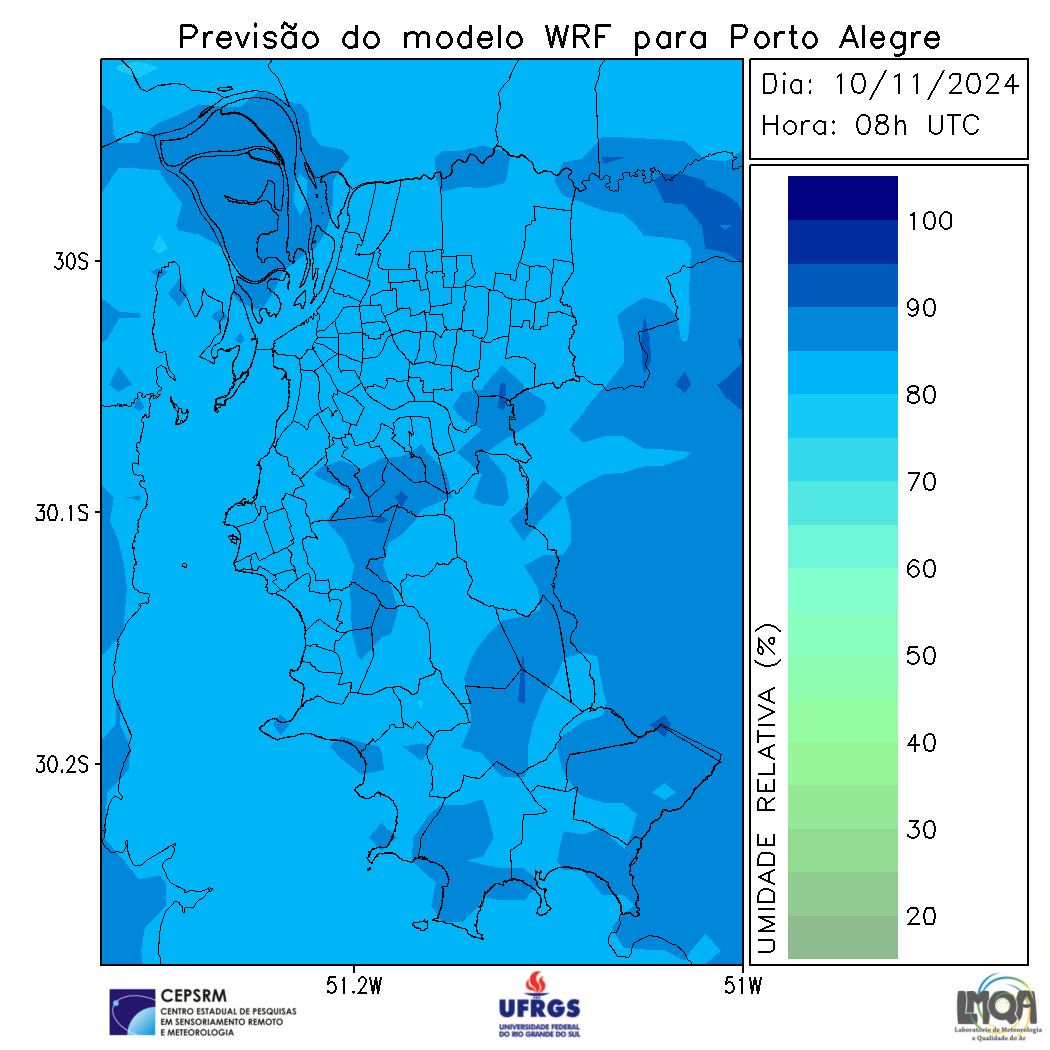 Previsão do modelo WRF para Porto Alegre
Dia: 10/11/2024
Hora: 08h UTC
30S
30.1S
30.2S
51.2W
51W
100
90
80
70
60
50
40
30
20
UMIDADE RELATIVA (%)
CEPSRM
CENTRO ESTADUAL DE PESQUISAS
EM SENSORIAMENTO REMOTO
E METEOROLOGIA
UFRGS
UNIVERSIDADE FEDERAL
DO RIO GRANDE DO SUL
LMQA
Laboratório de Meteorologia
e Qualidade do Ar